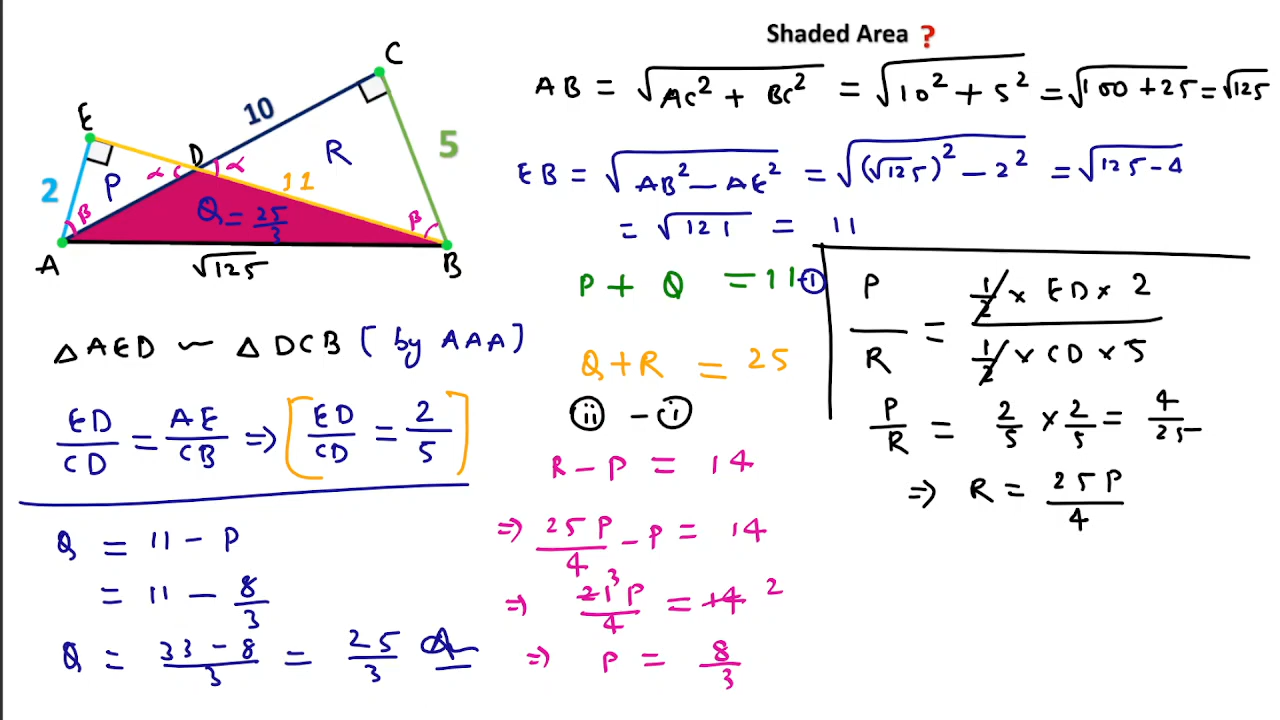 Shaded Area ?
C
E
10
D
R
5
α
α
2
P
11
β
Q = 25/3
β
A
√125
B
AB = √(AC² + BC²) = √(10² + 5²) = √(100 + 25) = √125
EB = √(AB² − AE²) = √((√125)² − 2²) = √(125 − 4)
= √121 = 11
P + Q = 11 − ①
Q + R = 25
ⓘⓘ − ⓘ
R − P = 14
⇒ 25P/4 − P = 14
⇒ 21 3 P/4 = 14 2
⇒ P = 8/3
P/R = (1/2 × ED × 2)/(1/2 × CD × 5)
P/R = 2/5 × 2/5 = 4/25
⇒ R = 25P/4
△AED ~ △DCB [by AAA]
ED/CD = AE/CB ⇒ [ED/CD = 2/5]
Q = 11 − P
= 11 − 8/3
Q = (33 − 8)/3 = 25/3